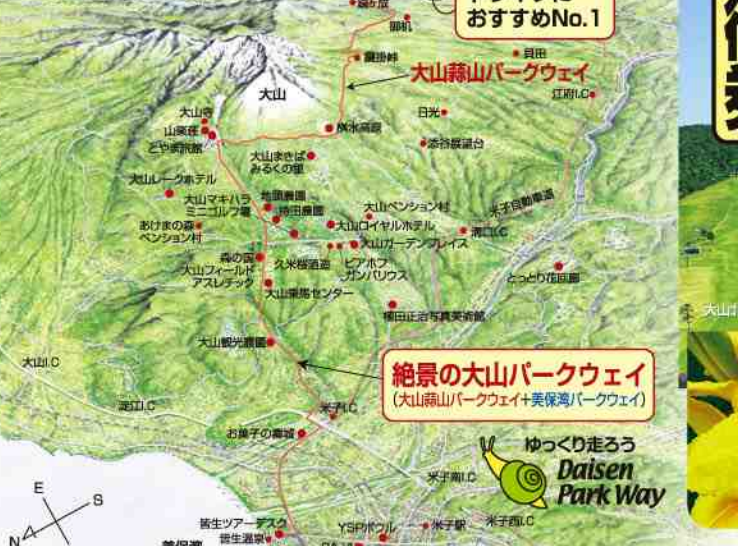 おすすめNo.1
御机
鍵掛峠
貝田
大山蒜山パークウェイ
江府I.C
大山
大山寺
日光
山楽荘
桝水高原
とやま旅館
添谷展望台
大山まきば
みるくの里
大山レークホテル
大山マキハラ
ミニゴルフ場
大山ペンション村
米子自動車道
あけまの森
ペンション村
大山ロイヤルホテル
溝口I.C
大山ガーデンプレイス
森の国
久米桜酒造
ビアホフ
ガンバリウス
大山フィールド
アスレチック
とっとり花回廊
大山乗馬センター
植田正治写真美術館
大山観光農園
大山I.C
絶景の大山パークウェイ
(大山蒜山パークウェイ+美保湾パークウェイ)
淀江I.C
米子I.C
お菓子の壽城
ゆっくり走ろう
Daisen
Park Way
米子南I.C
E
S
N
皆生ツアーデスク
皆生温泉
YSPボウル
米子駅
米子西I.C
美保湾